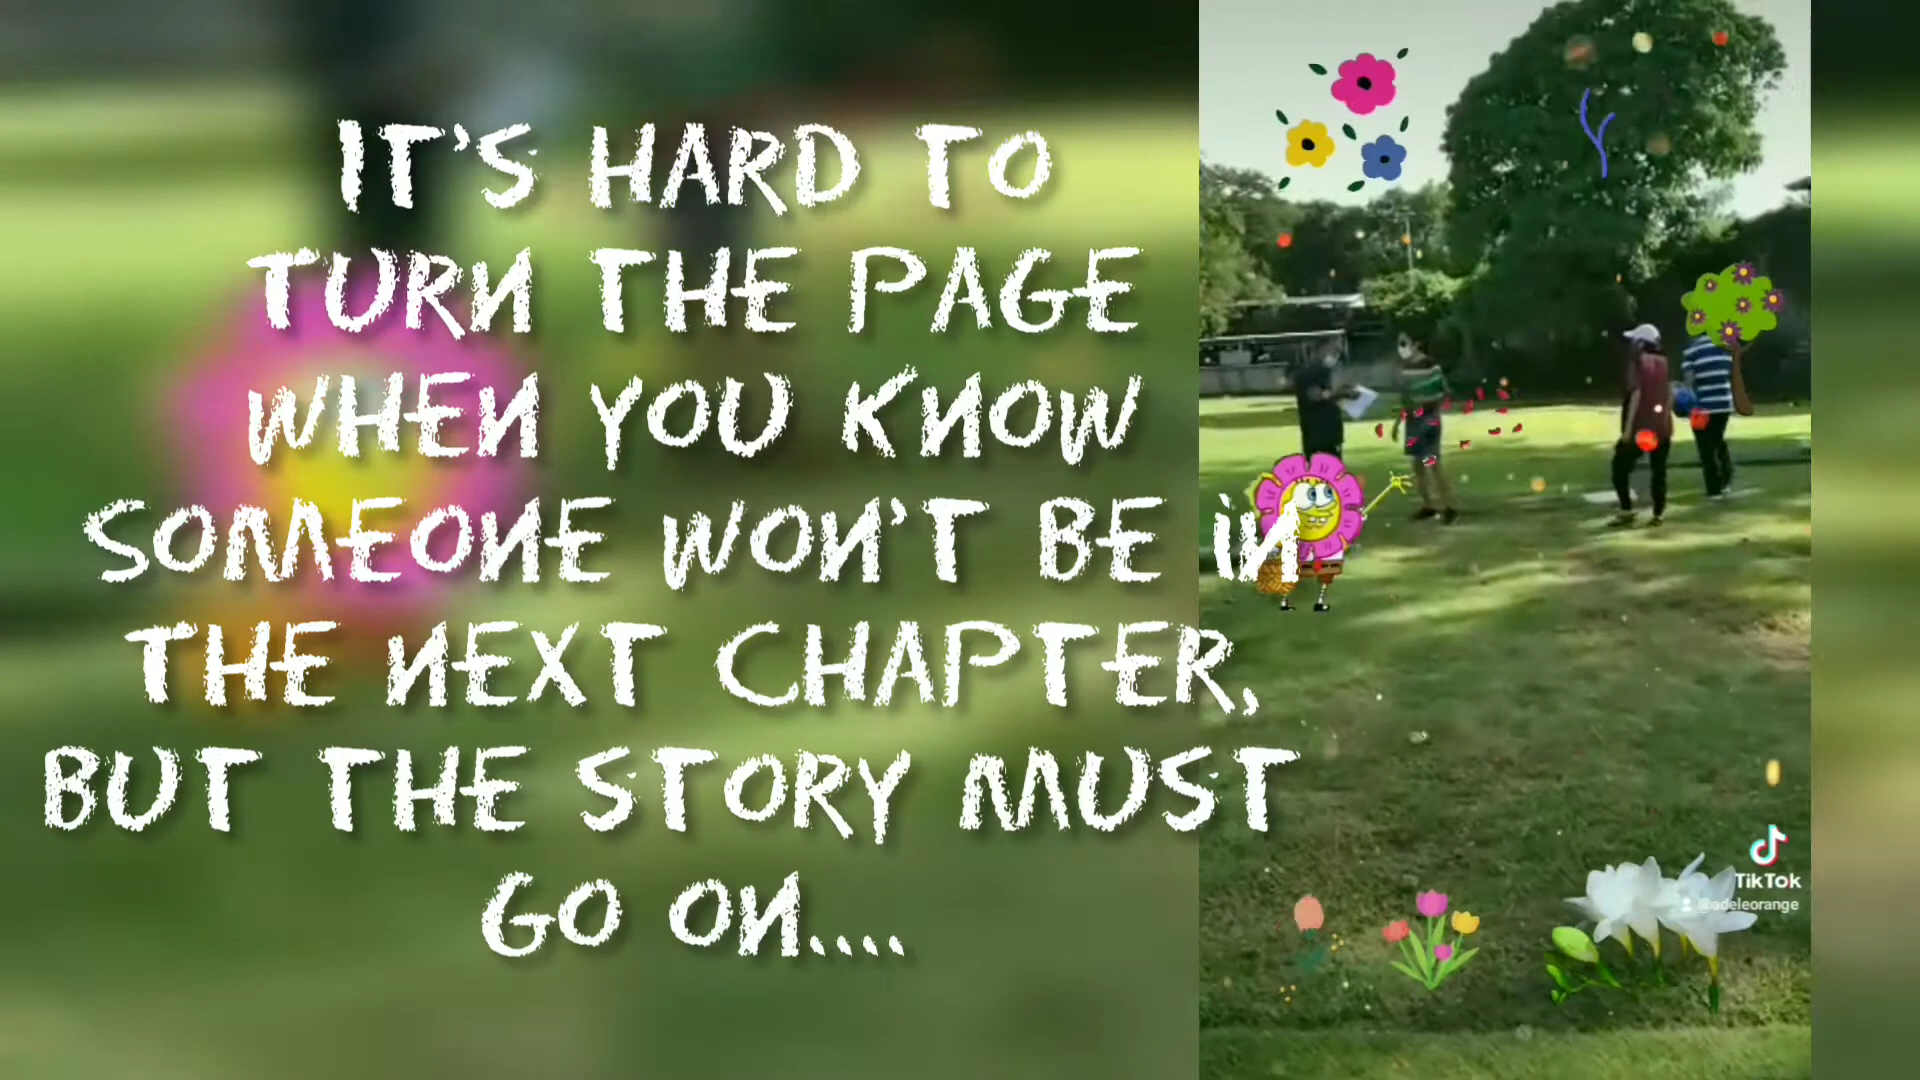 IT'S HARD TO
TURN THE PAGE
WHEN YOU KNOW
SOMEONE WON'T BE IN
THE NEXT CHAPTER,
BUT THE STORY MUST
GO ON....
TikTok
@adeleorange